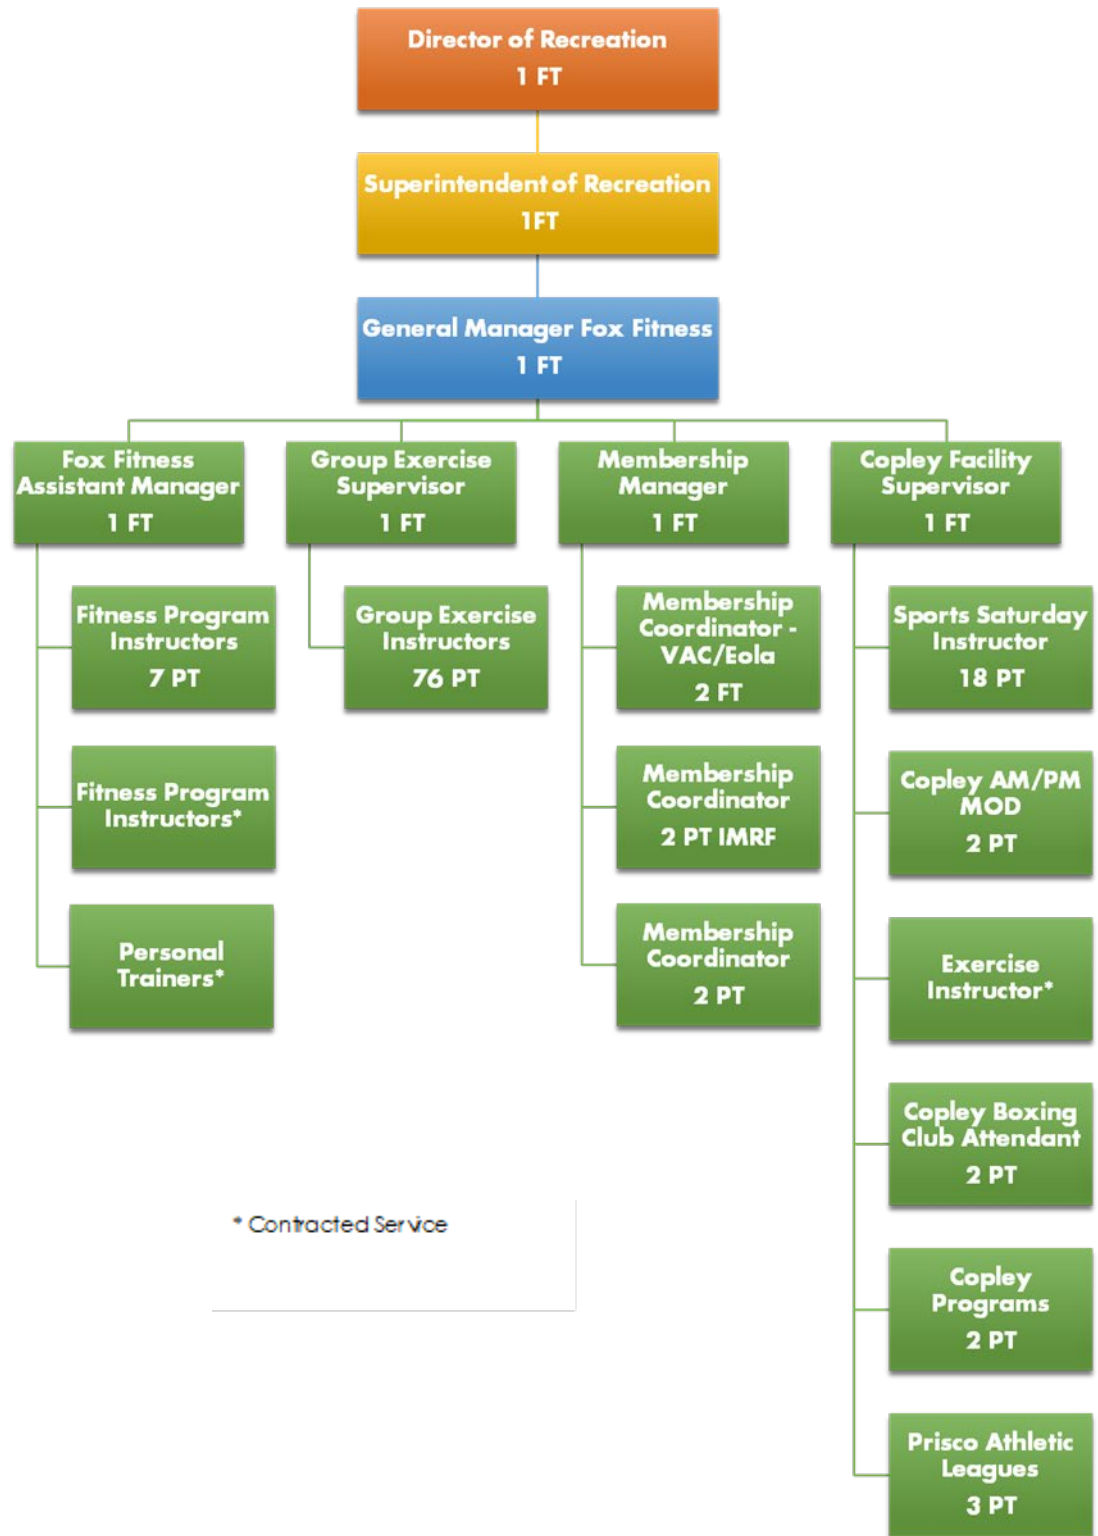 Director of Recreation
1 FT
Superintendent of Recreation
1FT
General Manager Fox Fitness
1 FT
Fox Fitness
Assistant Manager
1 FT
Fitness Program
Instructors
7 PT
Fitness Program
Instructors*
Personal
Trainers*
Group Exercise
Supervisor
1 FT
Group Exercise
Instructors
76 PT
Membership
Manager
1 FT
Membership
Coordinator -
VAC/Eola
2 FT
Membership
Coordinator
2 PT IMRF
Membership
Coordinator
2 PT
Copley Facility
Supervisor
1 FT
Sports Saturday
Instructor
18 PT
Copley AM/PM
MOD
2 PT
Exercise
Instructor*
Copley Boxing
Club Attendant
2 PT
Copley
Programs
2 PT
Prisco Athletic
Leagues
3 PT
* Contracted Service